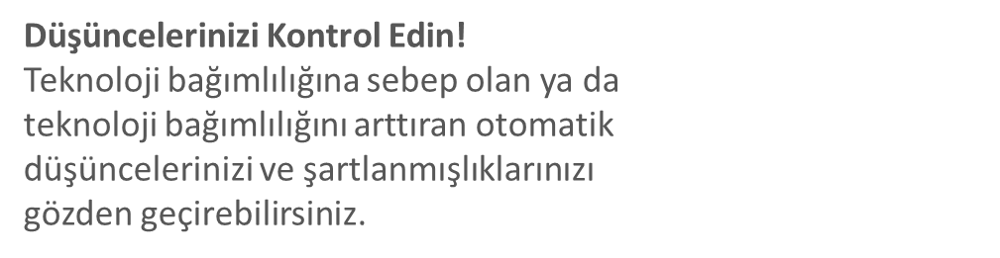 Düşüncelerinizi Kontrol Edin!
Teknoloji bağımlılığına sebep olan ya da
teknoloji bağımlılığını arttıran otomatik
düşüncelerinizi ve şartlanmışlıklarınızı
gözden geçirebilirsiniz.